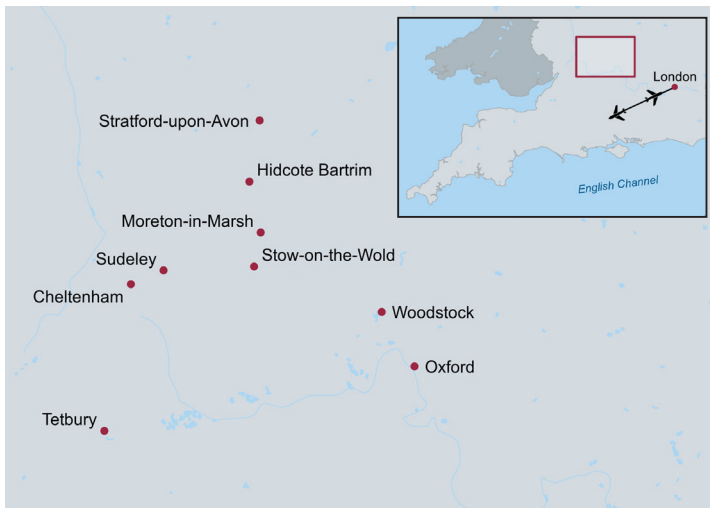 London
English Channel
Stratford-upon-Avon
Hidcote Bartrim
Moreton-in-Marsh
Stow-on-the-Wold
Sudeley
Cheltenham
Woodstock
Oxford
Tetbury